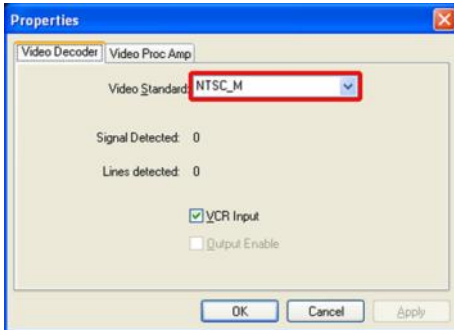 Properties
Video Decoder Video Proc Amp
Video Standard: NTSC_M
Signal Detected: 0
Lines detected: 0
VCR Input
Output Enable
OK Cancel Apply